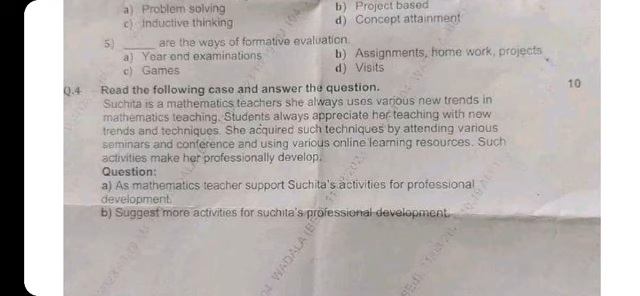 a) Problem solving b) Project based
c) Inductive thinking d) Concept attainment
5) _____ are the ways of formative evaluation.
a) Year end examinations b) Assignments, home work, projects
c) Games d) Visits
Q.4 Read the following case and answer the question. 10
Suchita is a mathematics teachers she always uses various new trends in
mathematics teaching. Students always appreciate her teaching with new
trends and techniques. She acquired such techniques by attending various
seminars and conference and using various online learning resources. Such
activities make her professionally develop.
Question:
a) As mathematics teacher support Suchita's activities for professional
development.
b) Suggest more activities for suchita's professional development.